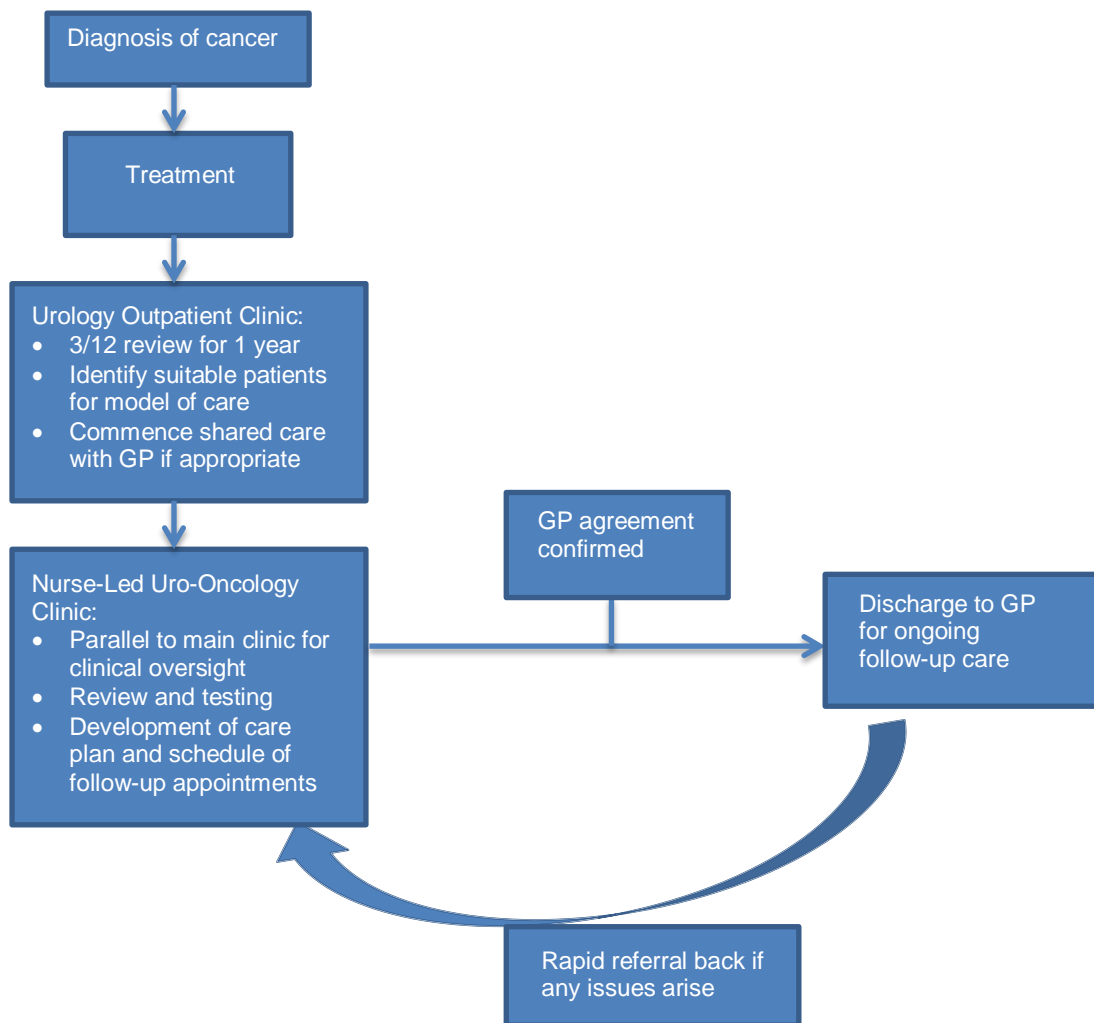 Diagnosis of cancer
Treatment
Urology Outpatient Clinic:
• 3/12 review for 1 year
• Identify suitable patients
for model of care
• Commence shared care
with GP if appropriate
Nurse-Led Uro-Oncology
Clinic:
• Parallel to main clinic for
clinical oversight
• Review and testing
• Development of care
plan and schedule of
follow-up appointments
GP agreement
confirmed
Discharge to GP
for ongoing
follow-up care
Rapid referral back if
any issues arise